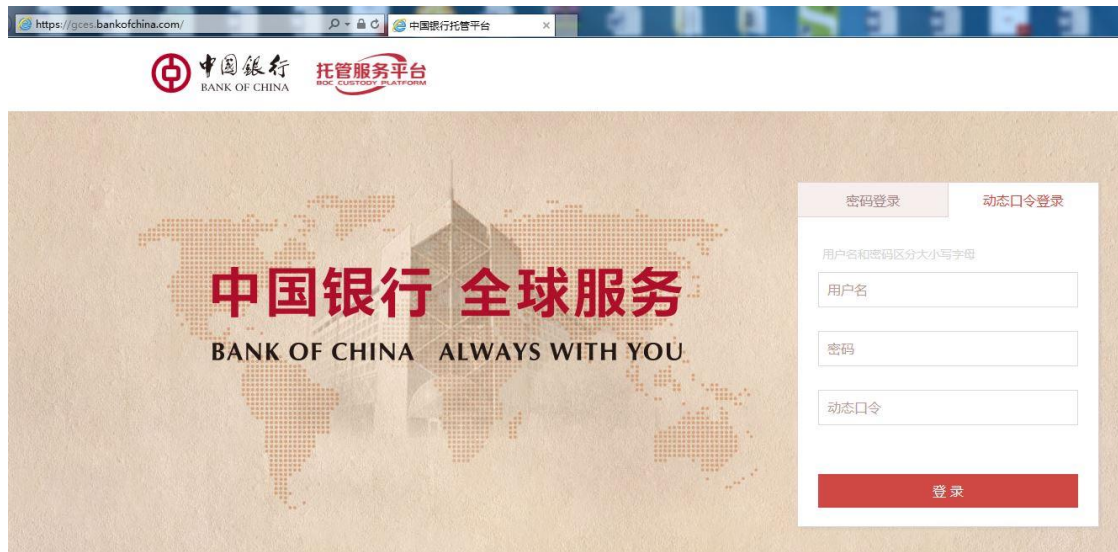 https://gces.bankofchina.com/
中国银行托管平台
中国银行
BANK OF CHINA
托管服务平台
BOC CUSTODY PLATFORM
密码登录
动态口令登录
用户名和密码区分大小写字母
用户名
密码
动态口令
登 录
中国银行 全球服务
BANK OF CHINA ALWAYS WITH YOU